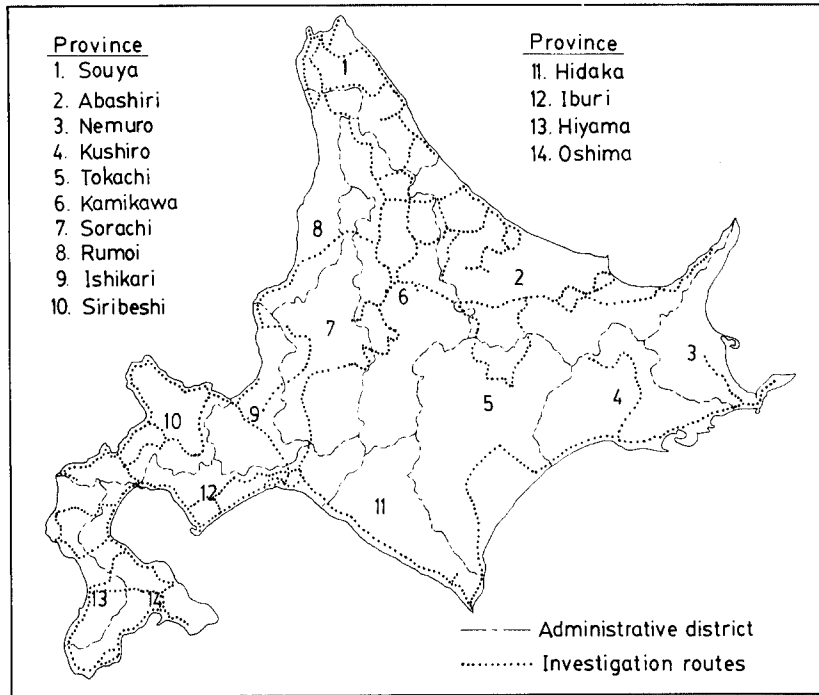 Province
1. Souya
2. Abashiri
3. Nemuro
4. Kushiro
5. Tokachi
6. Kamikawa
7. Sorachi
8. Rumoi
9. Ishikari
10. Siribeshi
Province
11. Hidaka
12. Iburi
13. Hiyama
14. Oshima
1
8
2
6
7
3
5
4
10
9
12
11
13
14
Administrative district
Investigation routes